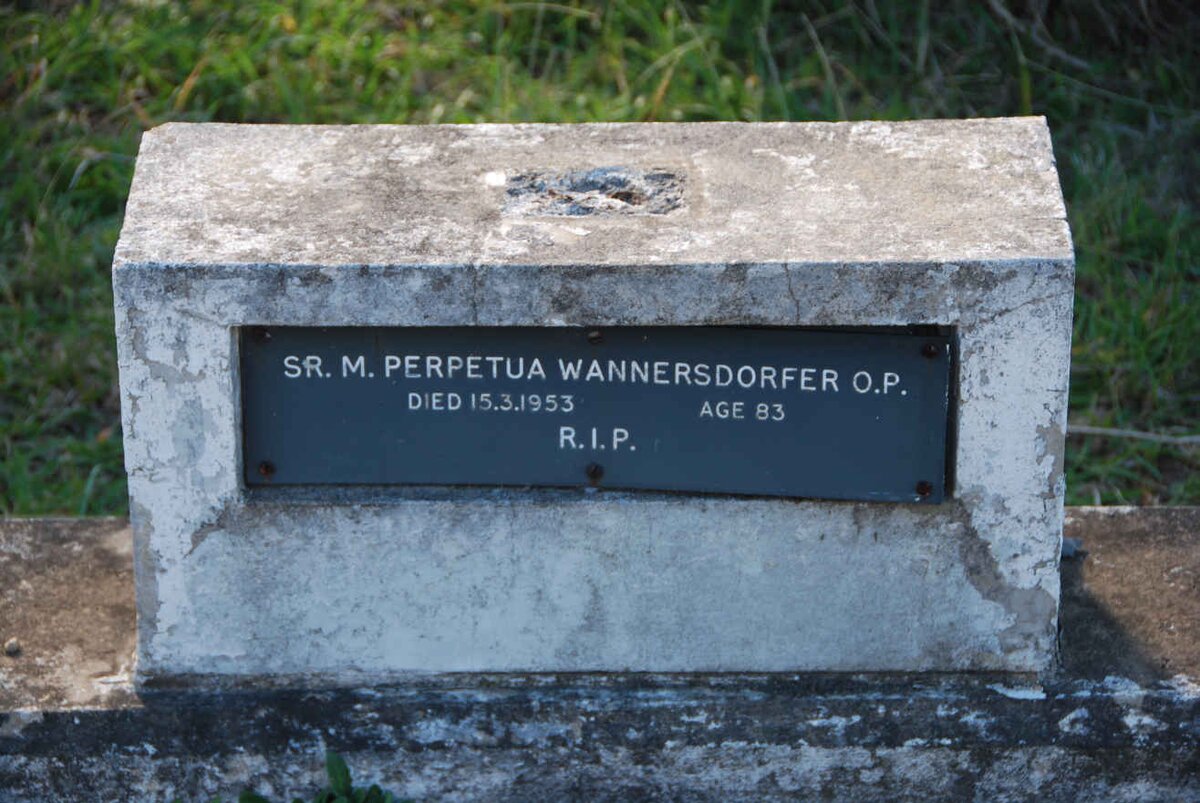 SR. M. PERPETUA WANNERSDORFER O.P.
DIED 15.3.1953 AGE 83
R.I.P.